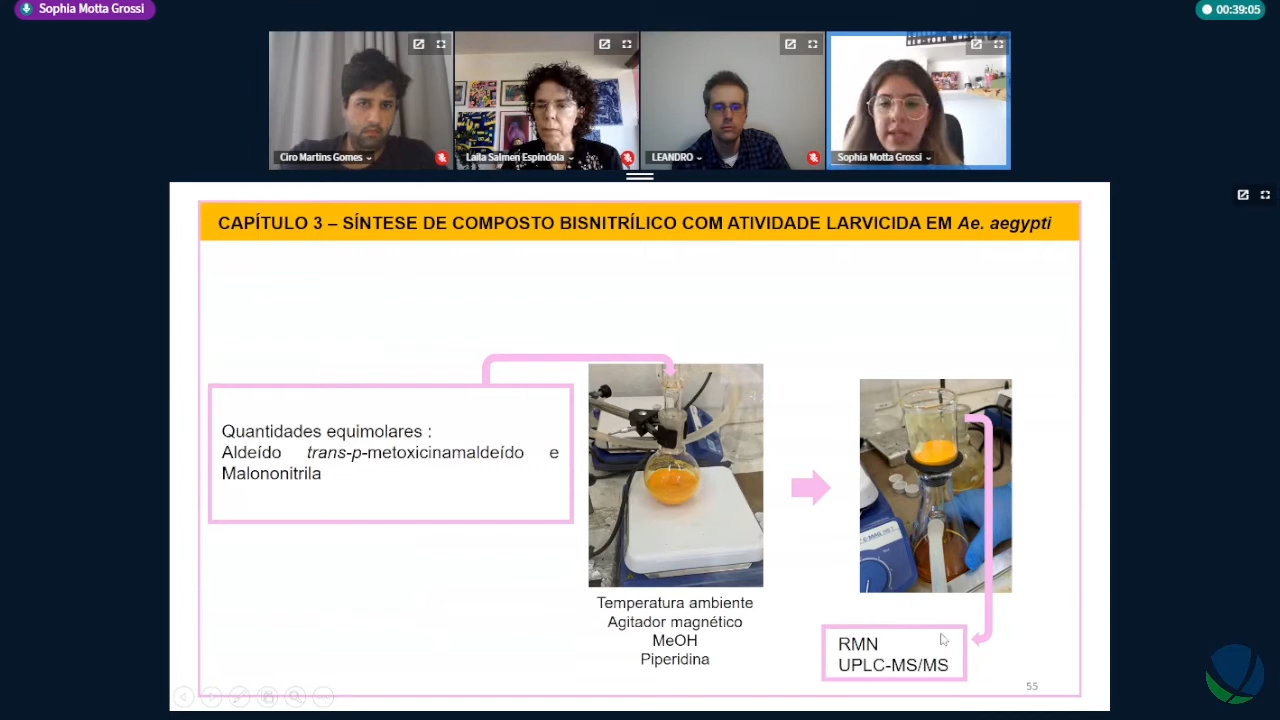 Sophia Motta Grossi
00:39:05
Ciro Martins Gomes
Laila Salmen Espindola
LEANDRO
Sophia Motta Grossi
CAPÍTULO 3 – SÍNTESE DE COMPOSTO BISNITRÍLICO COM ATIVIDADE LARVICIDA EM Ae. aegypti
Quantidades equimolares :
Aldeído trans-p-metoxicinamaldeído e
Malononitrila
Temperatura ambiente
Agitador magnético
MeOH
Piperidina
RMN
UPLC-MS/MS
55